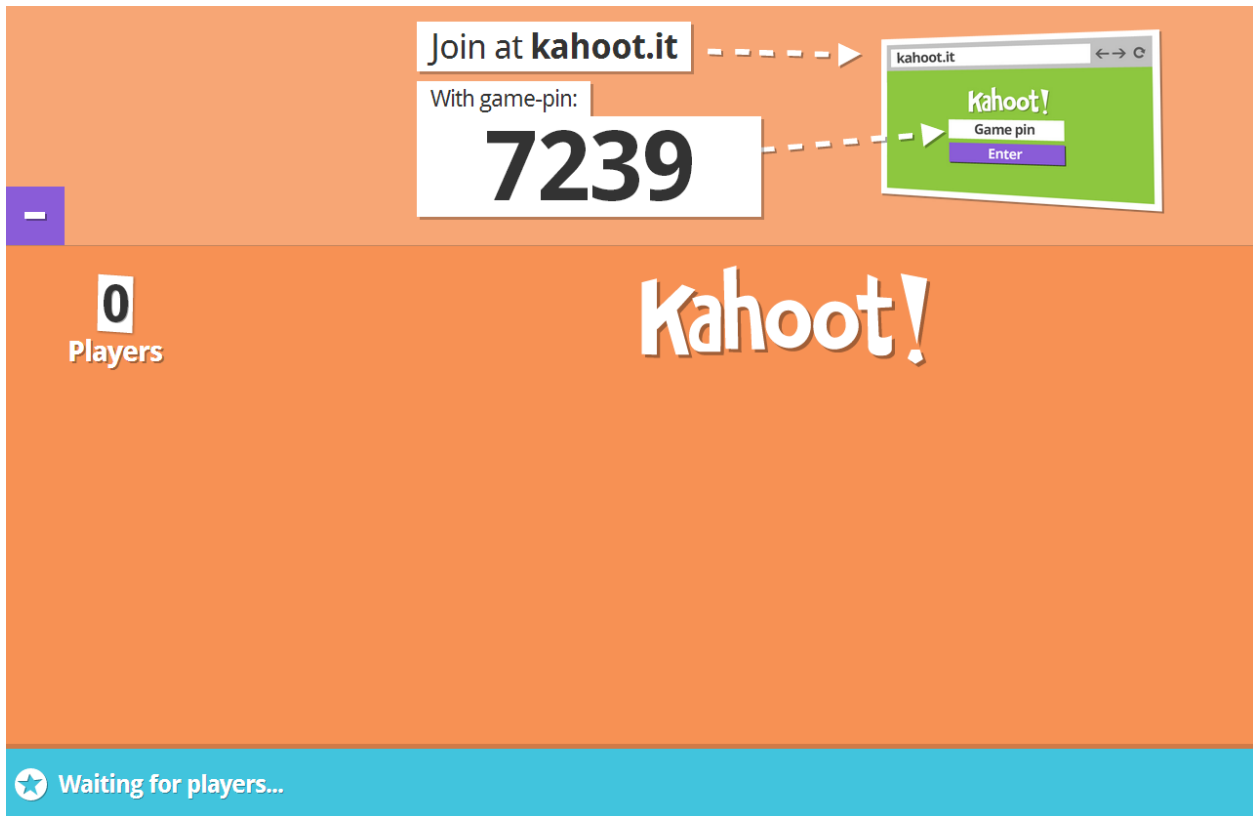 Join at kahoot.it
With game-pin:
7239
kahoot.it
Kahoot!
Game pin
Enter
0
Players
Kahoot!
Waiting for players...